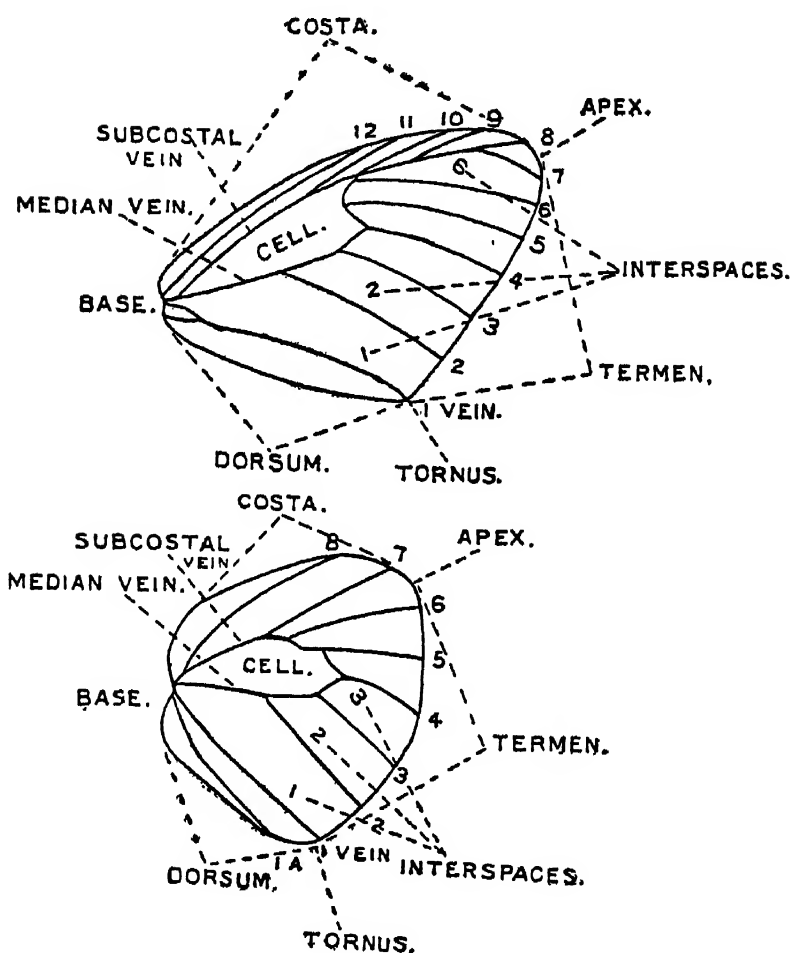 COSTA.
12 11 10 9
APEX.
8
SUBCOSTAL
VEIN
6
7
MEDIAN VEIN.
6
CELL.
5
INTERSPACES.
2
4
BASE.
3
1
2
TERMEN,
1 VEIN.
DORSUM.
TORNUS.
COSTA.
8
7
APEX.
SUBCOSTAL
VEIN
MEDIAN VEIN.
6
CELL.
5
BASE.
3
4
2
TERMEN.
3
1
2
1A VEIN
INTERSPACES.
DORSUM,
TORNUS.